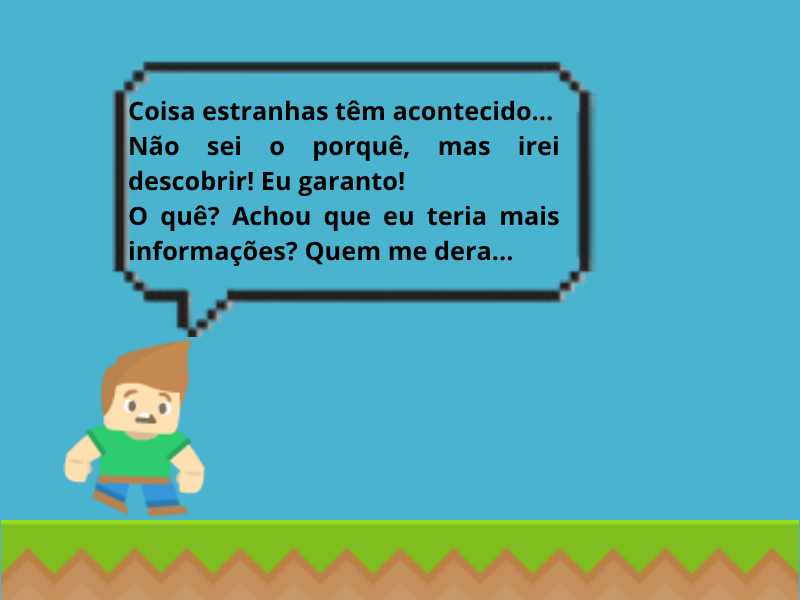 Coisa estranhas têm acontecido...
Não sei o porquê, mas irei
descobrir! Eu garanto!
O quê? Achou que eu teria mais
informações? Quem me dera...